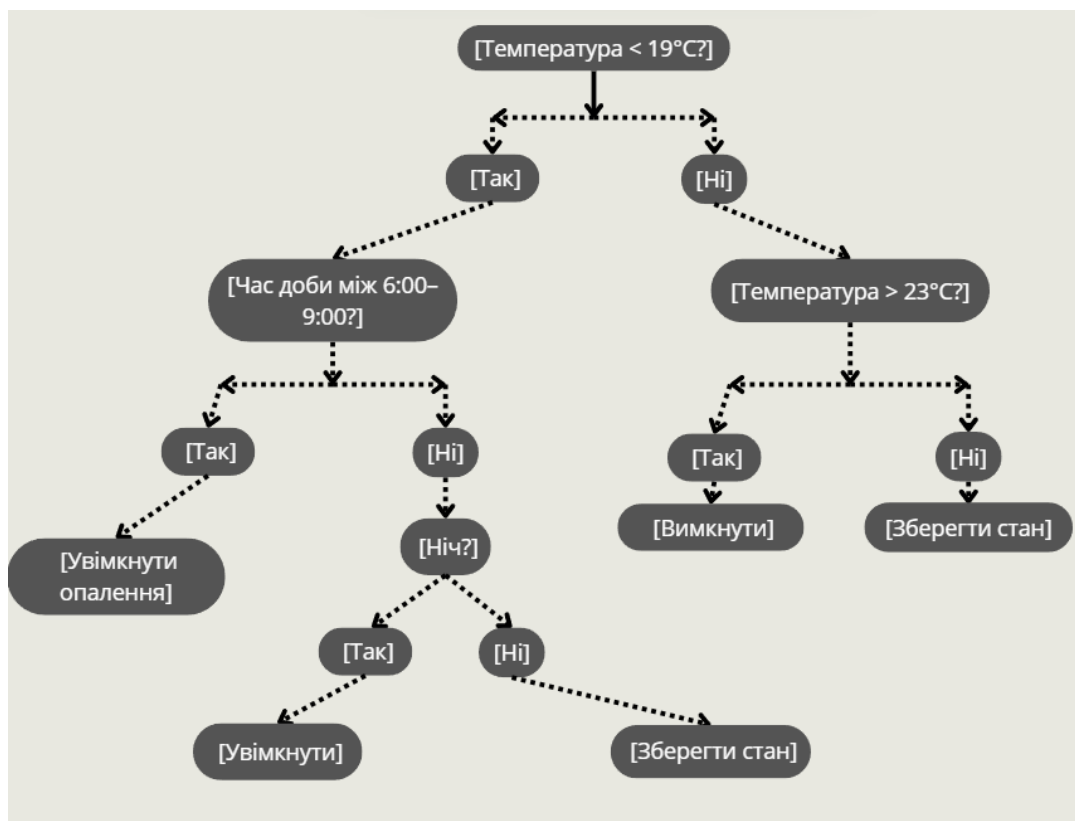 [Температура < 19°C?]
[Так]
[Ні]
[Час доби між 6:00–
9:00?]
[Температура > 23°C?]
[Так]
[Ні]
[Так]
[Ні]
[Вимкнути]
[Зберегти стан]
[Ніч?]
[Увімкнути
опалення]
[Так]
[Ні]
[Увімкнути]
[Зберегти стан]